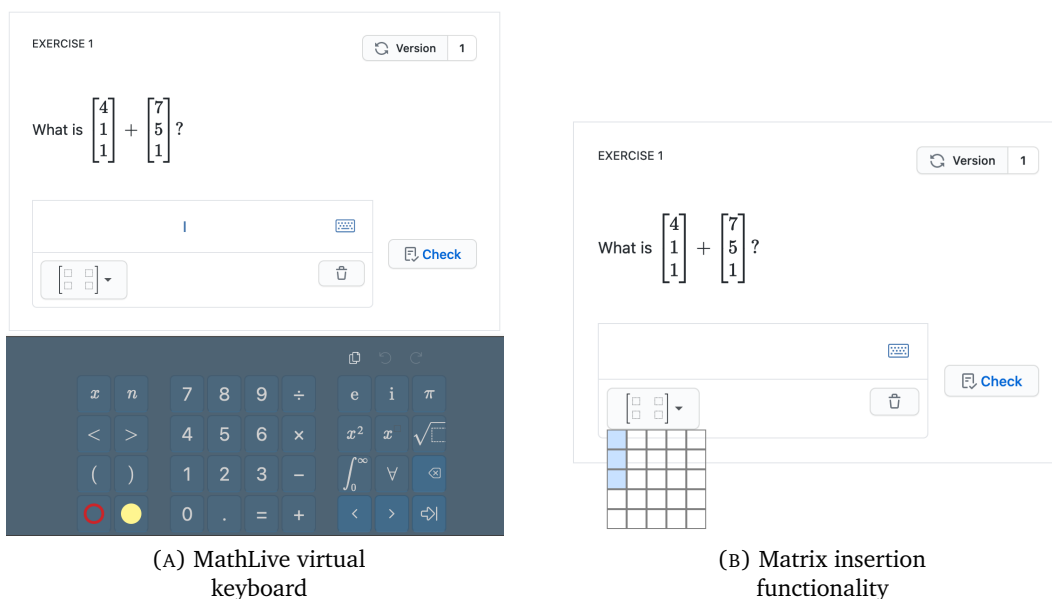 EXERCISE 1
Version 1
What is [4 1 1] + [7 5 1] ?
Check
x n 7 8 9 ÷ e i π
< > 4 5 6 × x² x √
( ) 1 2 3 − ∫₀^∞ ∀
0 . = + < >
(A) MathLive virtual
keyboard
EXERCISE 1
Version 1
What is [4 1 1] + [7 5 1] ?
Check
(B) Matrix insertion
functionality